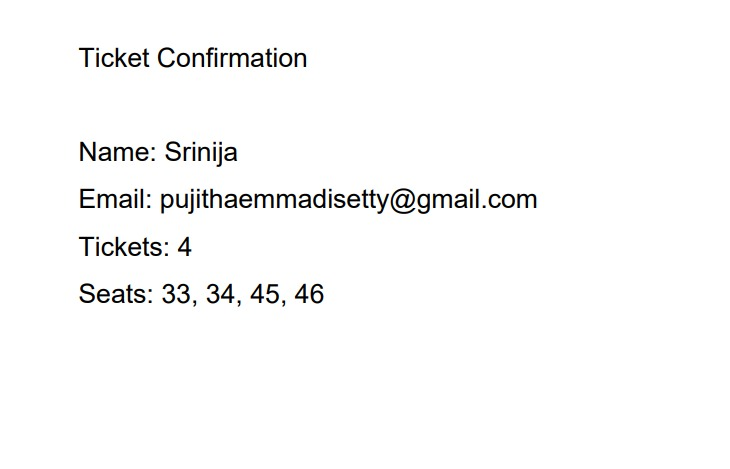 Ticket Confirmation
Name: Srinija
Email: pujithaemmadisetty@gmail.com
Tickets: 4
Seats: 33, 34, 45, 46